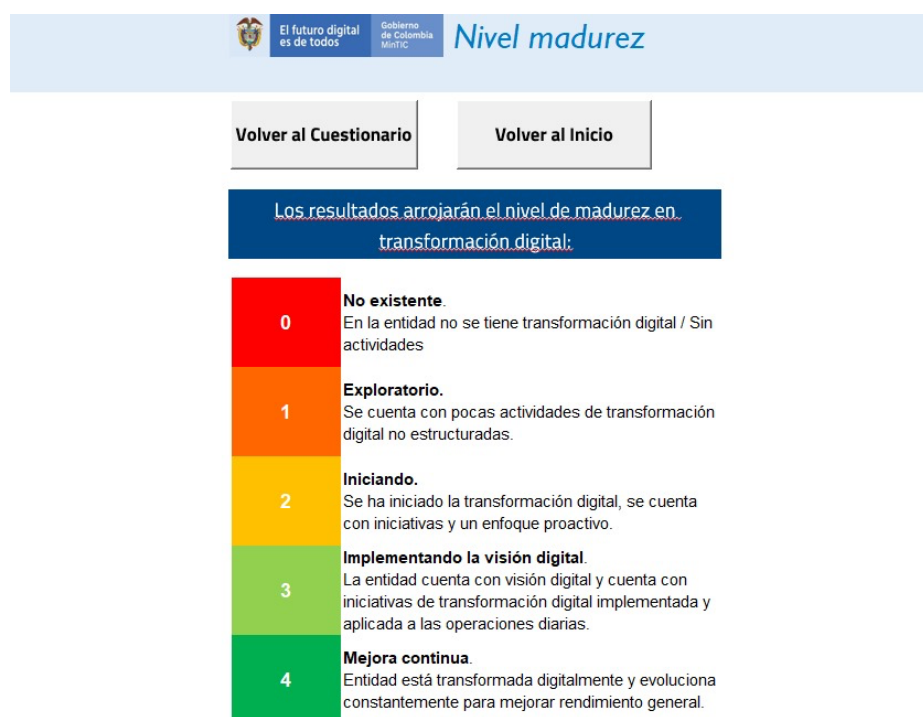 El futuro digital
es de todos
Gobierno
de Colombia
MinTIC
Nivel madurez
Volver al Cuestionario
Volver al Inicio
Los resultados arrojarán el nivel de madurez en
transformación digital:
0
No existente.
En la entidad no se tiene transformación digital / Sin
actividades
1
Exploratorio.
Se cuenta con pocas actividades de transformación
digital no estructuradas.
2
Iniciando.
Se ha iniciado la transformación digital, se cuenta
con iniciativas y un enfoque proactivo.
3
Implementando la visión digital.
La entidad cuenta con visión digital y cuenta con
iniciativas de transformación digital implementada y
aplicada a las operaciones diarias.
4
Mejora continua.
Entidad está transformada digitalmente y evoluciona
constantemente para mejorar rendimiento general.